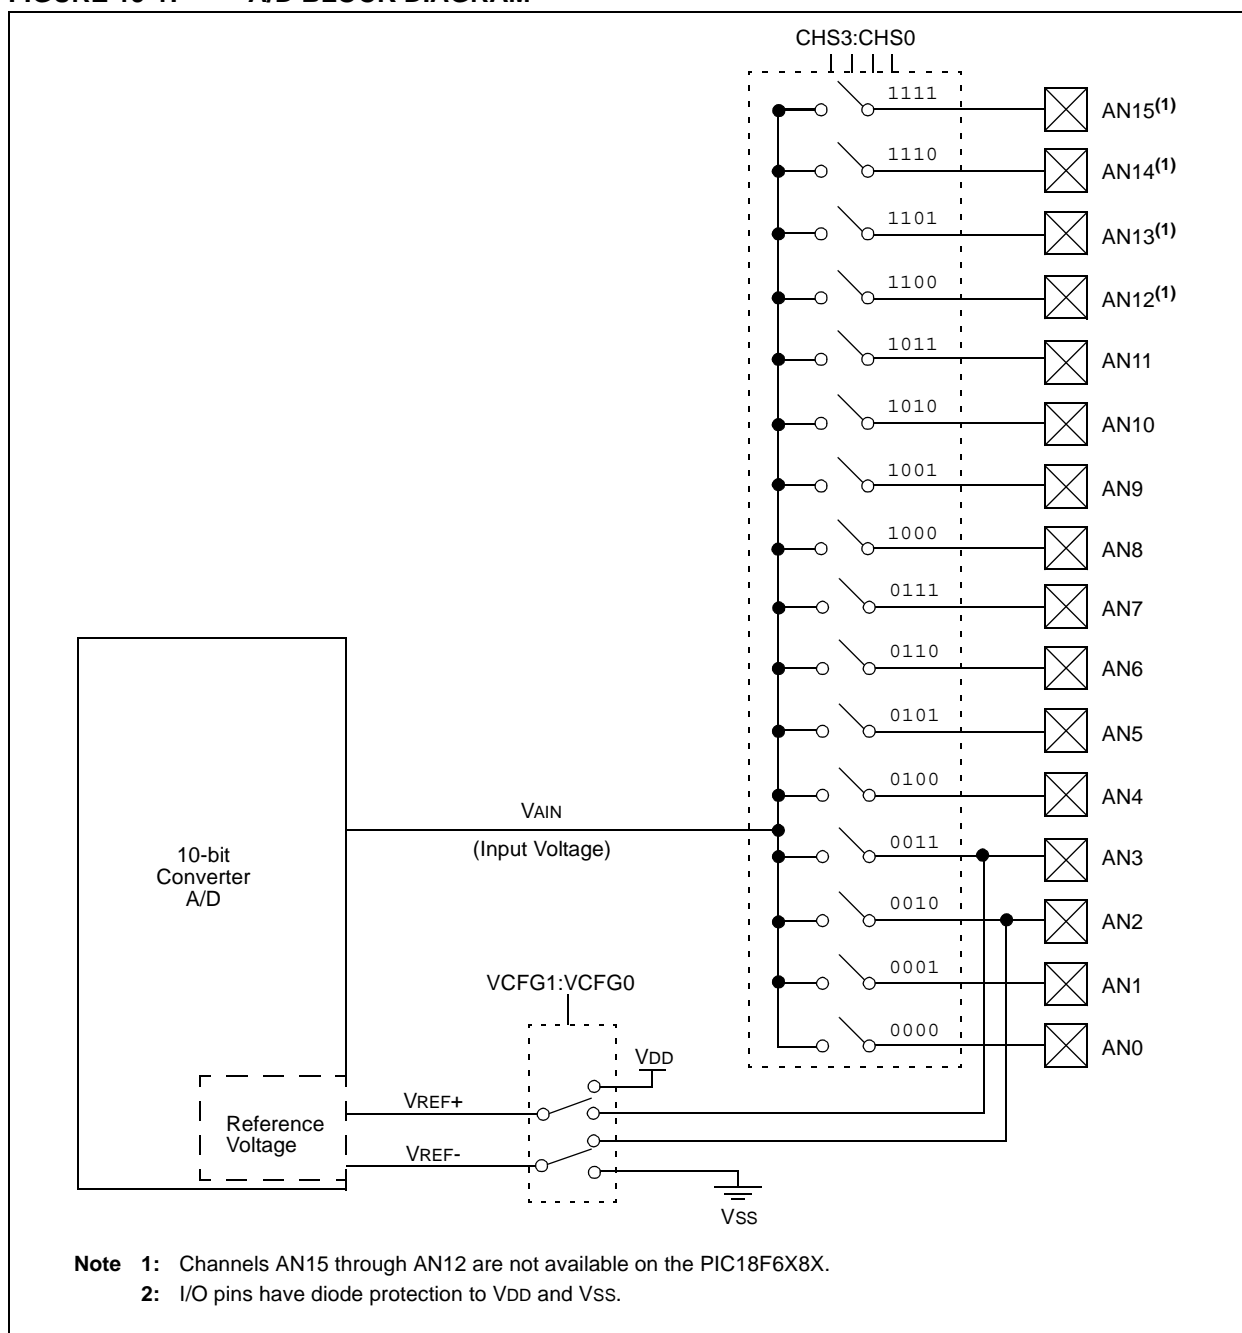 CHS3:CHS0
1111 AN15(1)
1110 AN14(1)
1101 AN13(1)
1100 AN12(1)
1011 AN11
1010 AN10
1001 AN9
1000 AN8
0111 AN7
0110 AN6
0101 AN5
0100 AN4
VAIN
(Input Voltage)
0011 AN3
10-bit
Converter
A/D
0010 AN2
0001 AN1
VCFG1:VCFG0
0000 AN0
VDD
VREF+
Reference
Voltage
VREF-
VSS
Note 1: Channels AN15 through AN12 are not available on the PIC18F6X8X.
2: I/O pins have diode protection to VDD and VSS.